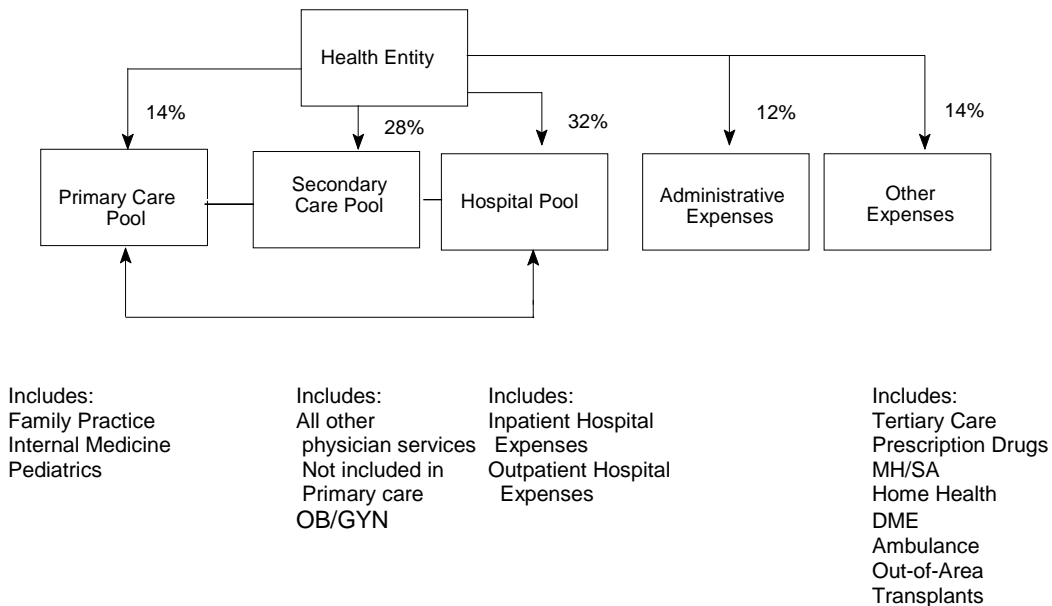 Health Entity
14%
28%
32%
12%
14%
Primary Care
Pool
Secondary
Care Pool
Hospital Pool
Administrative
Expenses
Other
Expenses
Includes:
Family Practice
Internal Medicine
Pediatrics
Includes:
All other
physician services
Not included in
Primary care
OB/GYN
Includes:
Inpatient Hospital
Expenses
Outpatient Hospital
Expenses
Includes:
Tertiary Care
Prescription Drugs
MH/SA
Home Health
DME
Ambulance
Out-of-Area
Transplants